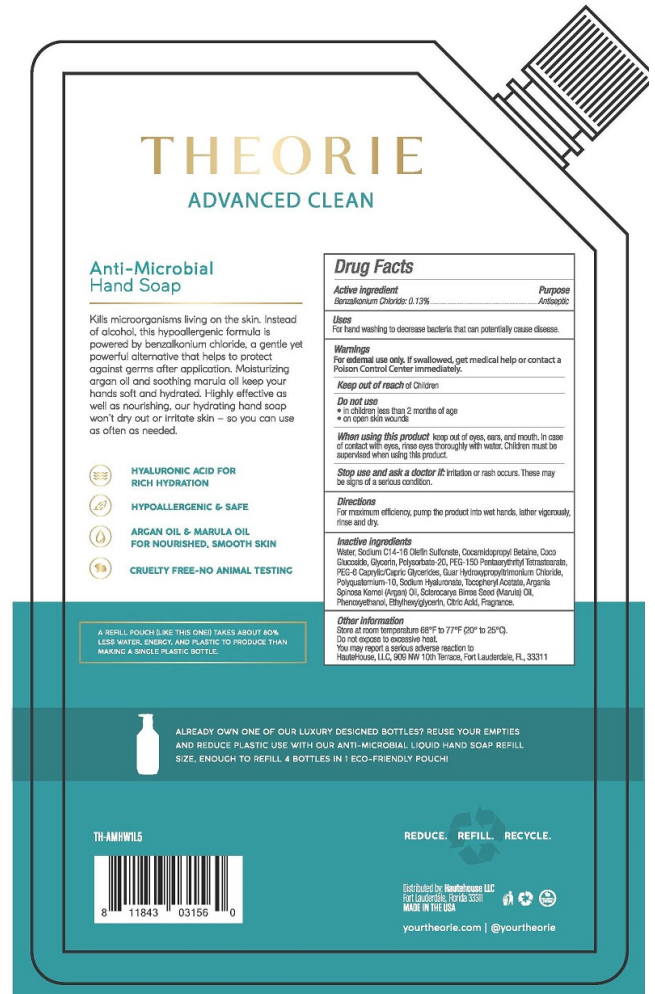 THEORIE
ADVANCED CLEAN
Anti-Microbial
Hand Soap
Kills microorganisms living on the skin. Instead
of alcohol, this hypoallergenic formula is
powered by benzalkonium chloride, a gentle yet
powerful alternative that helps to protect
against germs after application. Moisturizing
argan oil and soothing marula oil keep your
hands soft and hydrated. Highly effective as
well as nourishing, our hydrating hand soap
won't dry out or irritate skin – so you can use
as often as needed.
HYALURONIC ACID FOR
RICH HYDRATION
HYPOALLERGENIC & SAFE
ARGAN OIL & MARULA OIL
FOR NOURISHED, SMOOTH SKIN
CRUELTY FREE-NO ANIMAL TESTING
A REFILL POUCH (LIKE THIS ONE!) TAKES ABOUT 80%
LESS WATER, ENERGY, AND PLASTIC TO PRODUCE THAN
MAKING A SINGLE PLASTIC BOTTLE.
Drug Facts
Active ingredient Purpose
Benzalkonium Chloride: 0.13% Antiseptic
Uses
For hand washing to decrease bacteria that can potentially cause disease.
Warnings
For external use only. If swallowed, get medical help or contact a
Poison Control Center immediately.
Keep out of reach of Children
Do not use
• in children less than 2 months of age
• on open skin wounds
When using this product keep out of eyes, ears, and mouth. In case
of contact with eyes, rinse eyes thoroughly with water. Children must be
supervised when using this product.
Stop use and ask a doctor if: irritation or rash occurs. These may
be signs of a serious condition.
Directions
For maximum efficiency, pump the product into wet hands, lather vigorously,
rinse and dry.
Inactive ingredients
Water, Sodium C14-16 Olefin Sulfonate, Cocamidopropyl Betaine, Coco
Glucoside, Glycerin, Polysorbate-20, PEG-150 Pentaerythrityl Tetrastearate,
PEG-6 Caprylic/Capric Glycerides, Guar Hydroxypropyltrimonium Chloride,
Polyquaternium-10, Sodium Hyaluronate, Tocopheryl Acetate, Argania
Spinosa Kernel (Argan) Oil, Sclerocarya Birrea Seed (Marula) Oil,
Phenoxyethanol, Ethylhexylglycerin, Citric Acid, Fragrance.
Other information
Store at room temperature 68°F to 77°F (20° to 25°C).
Do not expose to excessive heat.
You may report a serious adverse reaction to
HauteHouse, LLC, 909 NW 10th Terrace, Fort Lauderdale, FL, 33311
ALREADY OWN ONE OF OUR LUXURY DESIGNED BOTTLES? REUSE YOUR EMPTIES
AND REDUCE PLASTIC USE WITH OUR ANTI-MICROBIAL LIQUID HAND SOAP REFILL
SIZE, ENOUGH TO REFILL 4 BOTTLES IN 1 ECO-FRIENDLY POUCH!
TH-AMHW1L5
8 11843 03156 0
REDUCE. REFILL. RECYCLE.
Distributed by: Hautehouse LLC
Fort Lauderdale, Florida 33311
MADE IN THE USA
yourtheorie.com | @yourtheorie